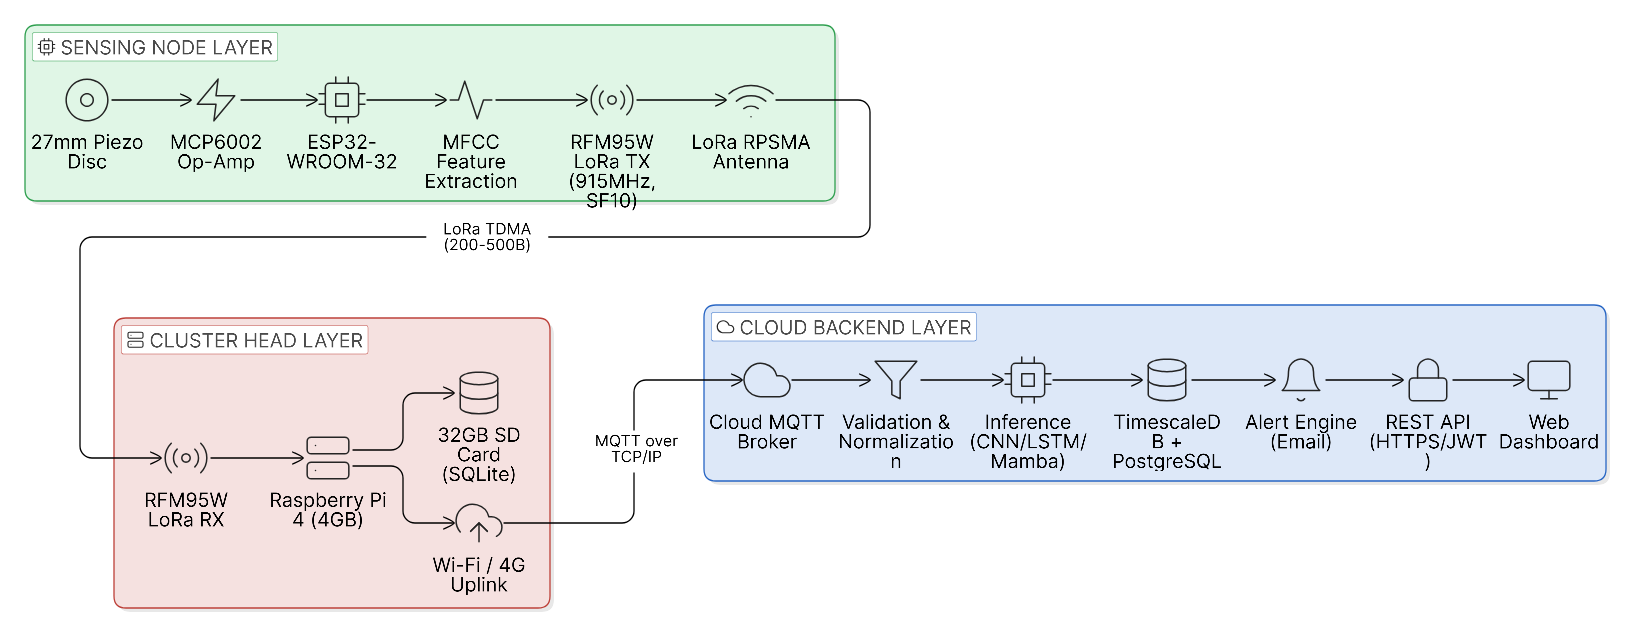 SENSING NODE LAYER
27mm Piezo
Disc
MCP6002
Op-Amp
ESP32-
WROOM-32
MFCC
Feature
Extraction
RFM95W
LoRa TX
(915MHz,
SF10)
LoRa RPSMA
Antenna
LoRa TDMA
(200-500B)
CLUSTER HEAD LAYER
RFM95W
LoRa RX
Raspberry Pi
4 (4GB)
32GB SD
Card
(SQLite)
Wi-Fi / 4G
Uplink
MQTT over
TCP/IP
CLOUD BACKEND LAYER
Cloud MQTT
Broker
Validation &
Normalizatio
n
Inference
(CNN/LSTM/
Mamba)
TimescaleD
B +
PostgreSQL
Alert Engine
(Email)
REST API
(HTTPS/JWT
)
Web
Dashboard